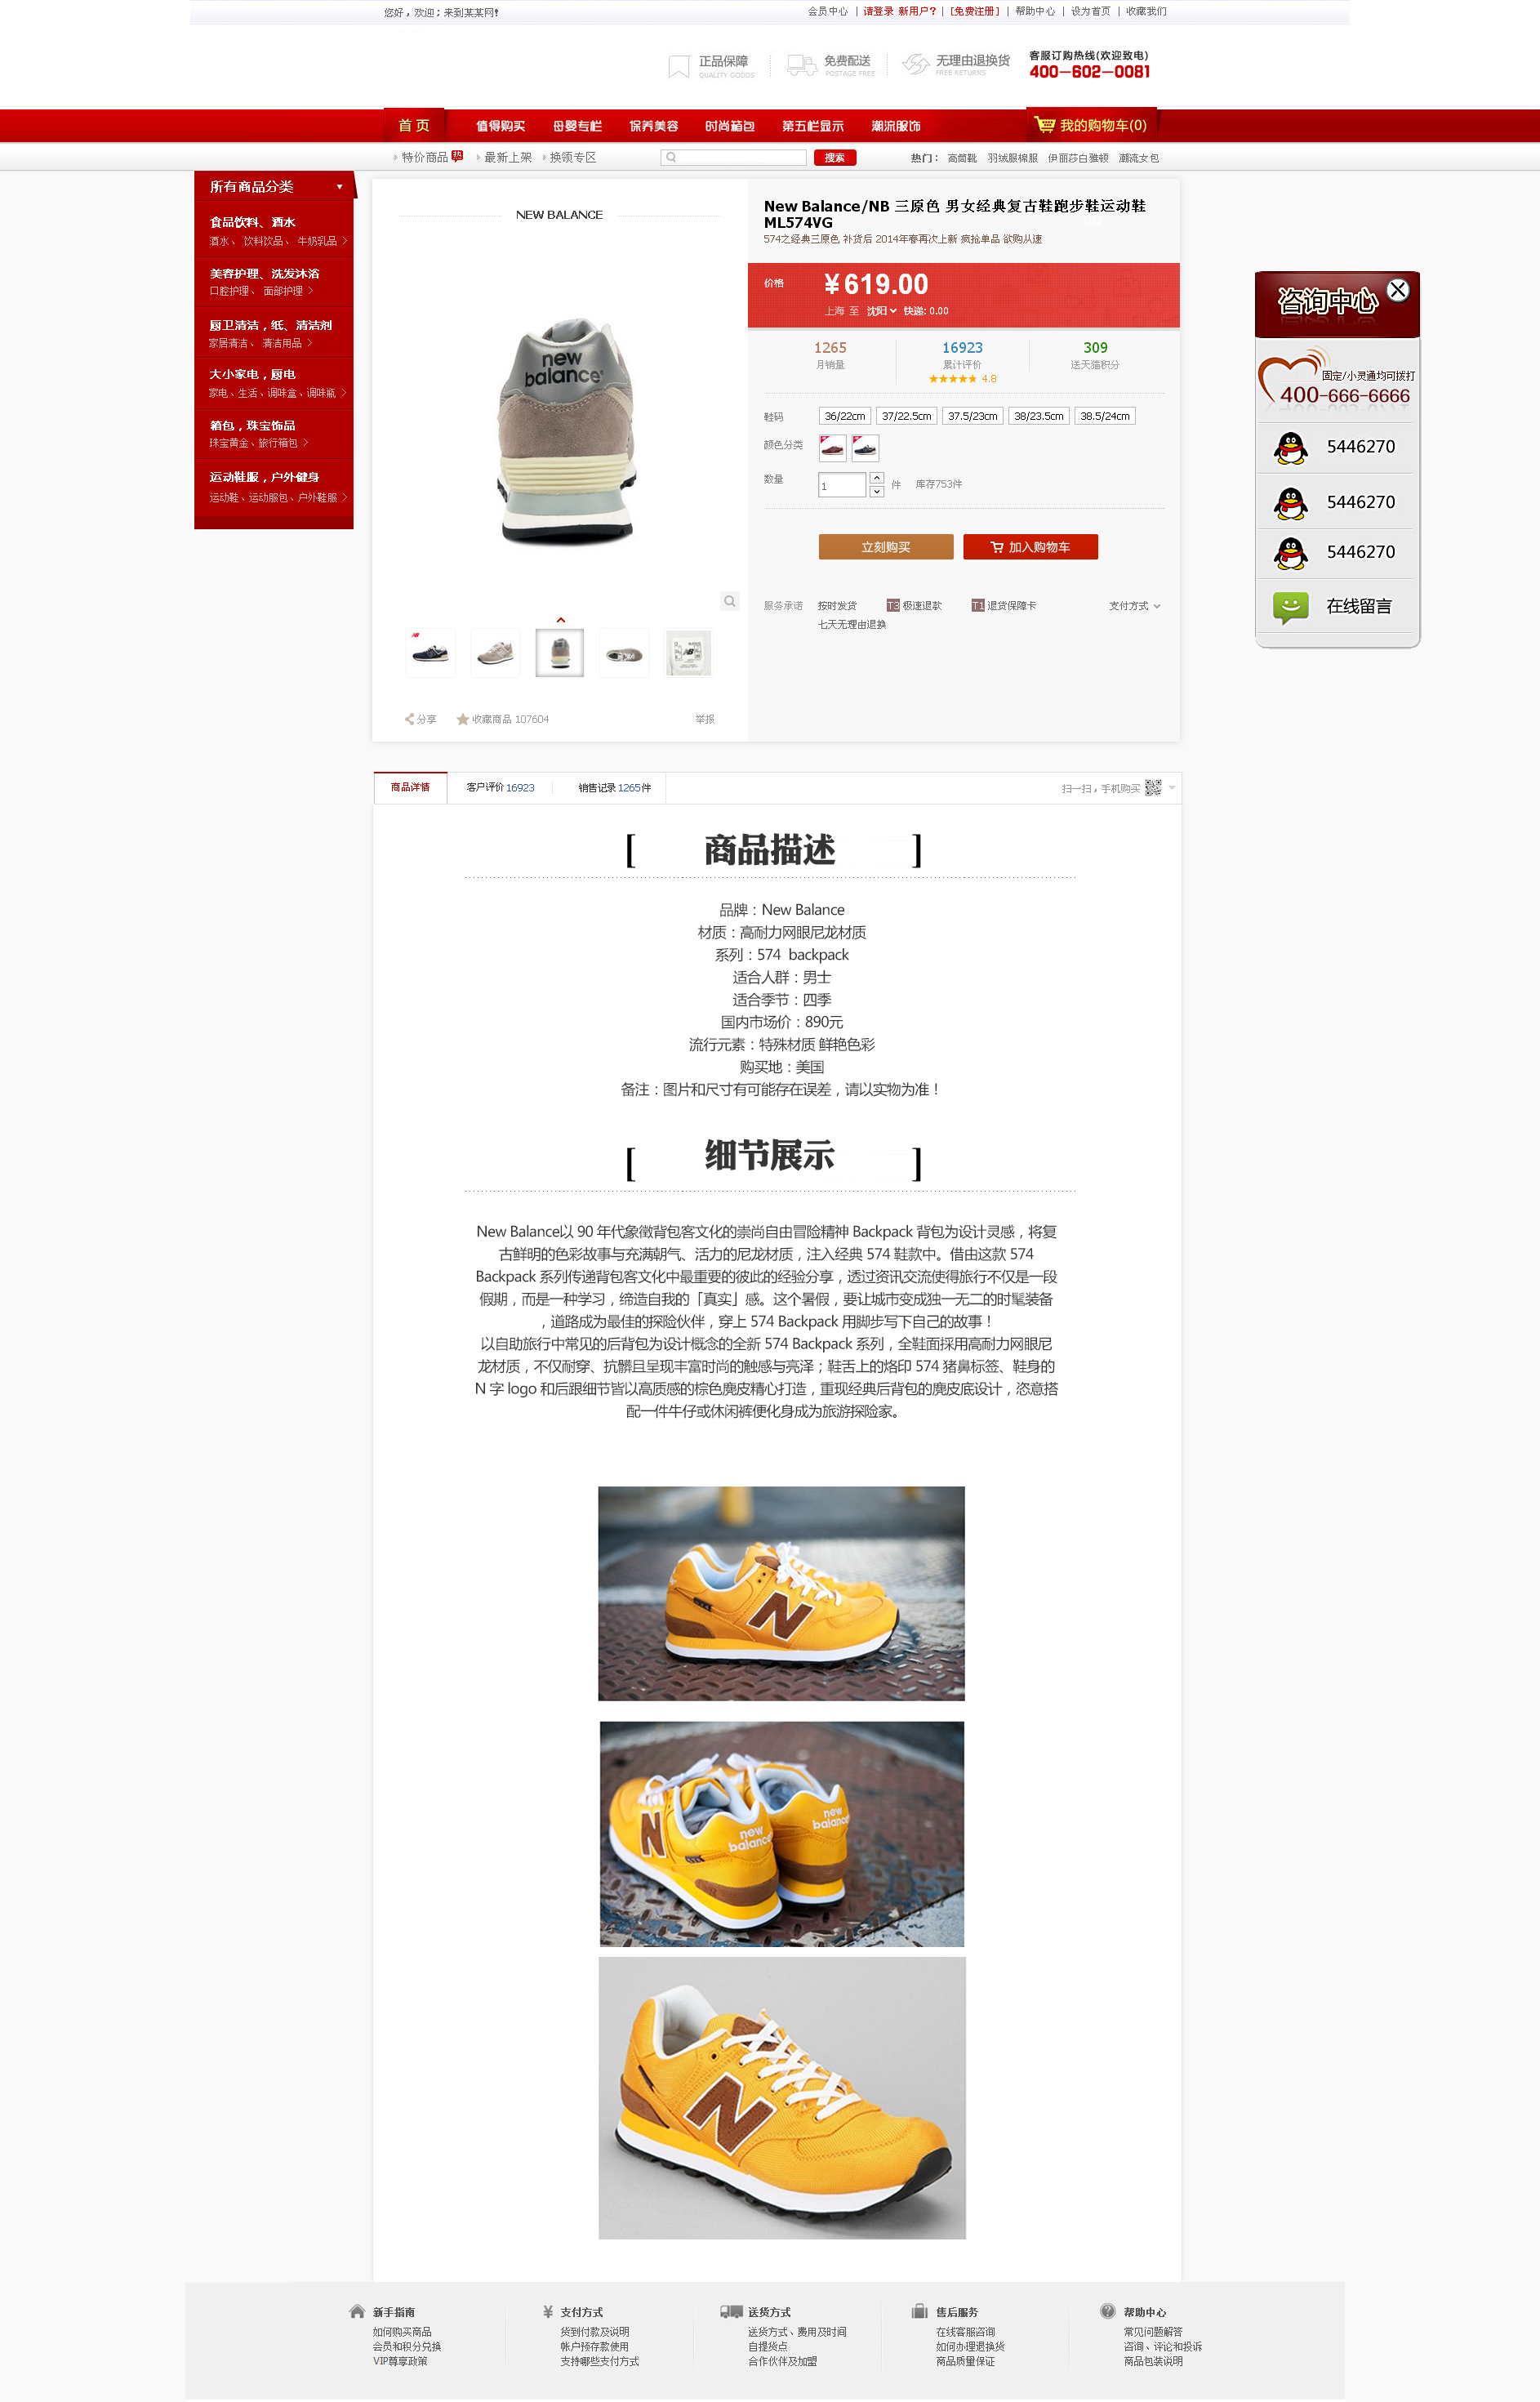 您好，欢迎；来到某某网！
会员中心 | 请登录 新用户？ | [免费注册] | 帮助中心 | 设为首页 | 收藏我们
正品保障
QUALITY GOODS
免费配送
POSTAGE FREE
无理由退换货
FREE RETURNS
客服订购热线(欢迎致电)
400-602-0081
首 页 值得购买 母婴专栏 保养美容 时尚箱包 第五栏显示 潮流服饰 我的购物车(0)
特价商品 热 最新上架 换领专区 搜索 热门： 高筒靴 羽绒服棉服 伊丽莎白雅顿 潮流女包
所有商品分类
食品饮料、酒水
酒水、 饮料饮品、 牛奶乳品
美容护理、洗发沐浴
口腔护理、 面部护理
厨卫清洁，纸、清洁剂
家居清洁、 清洁用品
大小家电，厨电
家电、生活、调味盒、调味瓶
箱包，珠宝饰品
珠宝黄金、旅行箱包
运动鞋服，户外健身
运动鞋、运动服包、户外鞋服
NEW BALANCE
new balance
分享 收藏商品 107604 举报
New Balance/NB 三原色 男女经典复古鞋跑步鞋运动鞋
ML574VG
574之经典三原色 补货后 2014年春再次上新 疯抢单品 欲购从速
价格 ¥619.00
上海 至 沈阳 快递: 0.00
1265 16923 309
月销量 累计评价 送天猫积分
4.8
鞋码 36/22cm 37/22.5cm 37.5/23cm 38/23.5cm 38.5/24cm
颜色分类
数量 1 件 库存753件
立刻购买 加入购物车
服务承诺 按时发货 T3 极速退款 T1 退货保障卡 支付方式
七天无理由退换
咨询中心
固定/小灵通均可拨打
400-666-6666
5446270
5446270
5446270
在线留言
商品详情 客户评价 16923 销售记录 1265件 扫一扫，手机购买
[ 商品描述 ]
品牌：New Balance
材质：高耐力网眼尼龙材质
系列：574 backpack
适合人群：男士
适合季节：四季
国内市场价：890元
流行元素：特殊材质 鲜艳色彩
购买地：美国
备注：图片和尺寸有可能存在误差，请以实物为准！
[ 细节展示 ]
New Balance以 90 年代象徵背包客文化的崇尚自由冒险精神 Backpack 背包为设计灵感，将复
古鲜明的色彩故事与充满朝气、活力的尼龙材质，注入经典 574 鞋款中。借由这款 574
Backpack 系列传递背包客文化中最重要的彼此的经验分享，透过资讯交流使得旅行不仅是一段
假期，而是一种学习，缔造自我的「真实」感。这个暑假，要让城市变成独一无二的时髦装备
，道路成为最佳的探险伙伴，穿上 574 Backpack 用脚步写下自己的故事！
以自助旅行中常见的后背包为设计概念的全新 574 Backpack 系列，全鞋面採用高耐力网眼尼
龙材质，不仅耐穿、抗髒且呈现丰富时尚的触感与亮泽；鞋舌上的烙印 574 猪鼻标签、鞋身的
N 字 logo 和后跟细节皆以高质感的棕色麂皮精心打造，重现经典后背包的麂皮底设计，恣意搭
配一件牛仔或休闲裤便化身成为旅游探险家。
N
N
new balance
new balance
N
新手指南 支付方式 送货方式 售后服务 帮助中心
如何购买商品 货到付款及说明 送货方式、费用及时间 在线客服咨询 常见问题解答
会员和积分兑换 帐户预存款使用 自提货点 如何办理退换货 咨询、评论和投诉
VIP尊享政策 支持哪些支付方式 合作伙伴及加盟 商品质量保证 商品包装说明